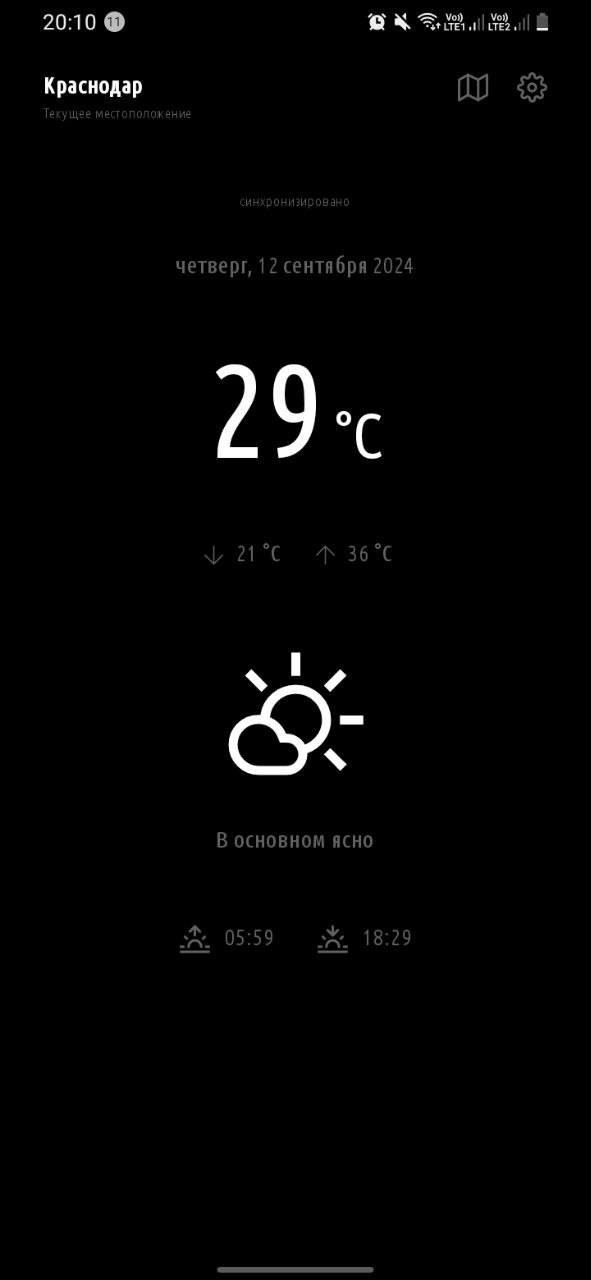 20:10 11 Vo)) LTE1 Vo)) LTE2
Краснодар
Текущее местоположение
синхронизировано
четверг, 12 сентября 2024
29 °C
21 °C 36 °C
В основном ясно
05:59 18:29